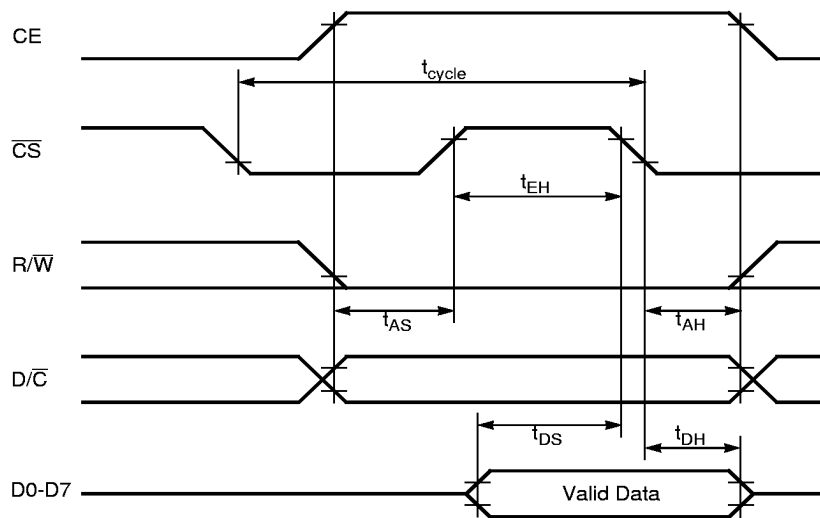 CE
tcycle
CS
tEH
R/W
tAS
tAH
D/C
tDS
tDH
D0-D7
Valid Data